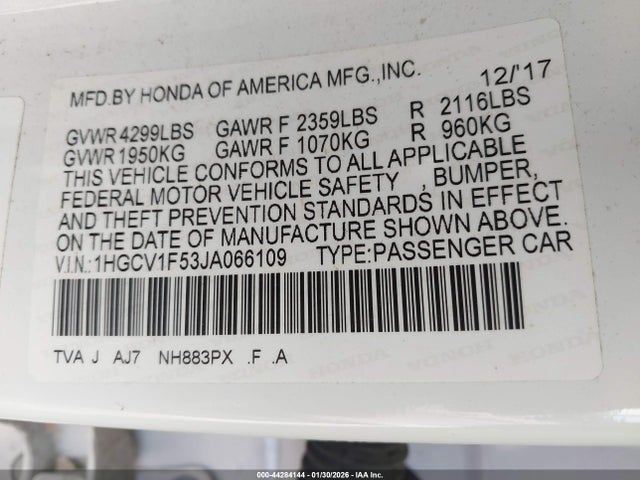 MFD.BY HONDA OF AMERICA MFG.,INC. 12/'17
GVWR 4299LBS GAWR F 2359LBS R 2116LBS
GVWR 1950KG GAWR F 1070KG R 960KG
THIS VEHICLE CONFORMS TO ALL APPLICABLE
FEDERAL MOTOR VEHICLE SAFETY , BUMPER,
AND THEFT PREVENTION STANDARDS IN EFFECT
ON THE DATE OF MANUFACTURE SHOWN ABOVE.
V.I.N.:1HGCV1F53JA066109 TYPE:PASSENGER CAR
TVA J AJ7 NH883PX .F .A
000-44284144 - 01/30/2026 - IAA Inc.